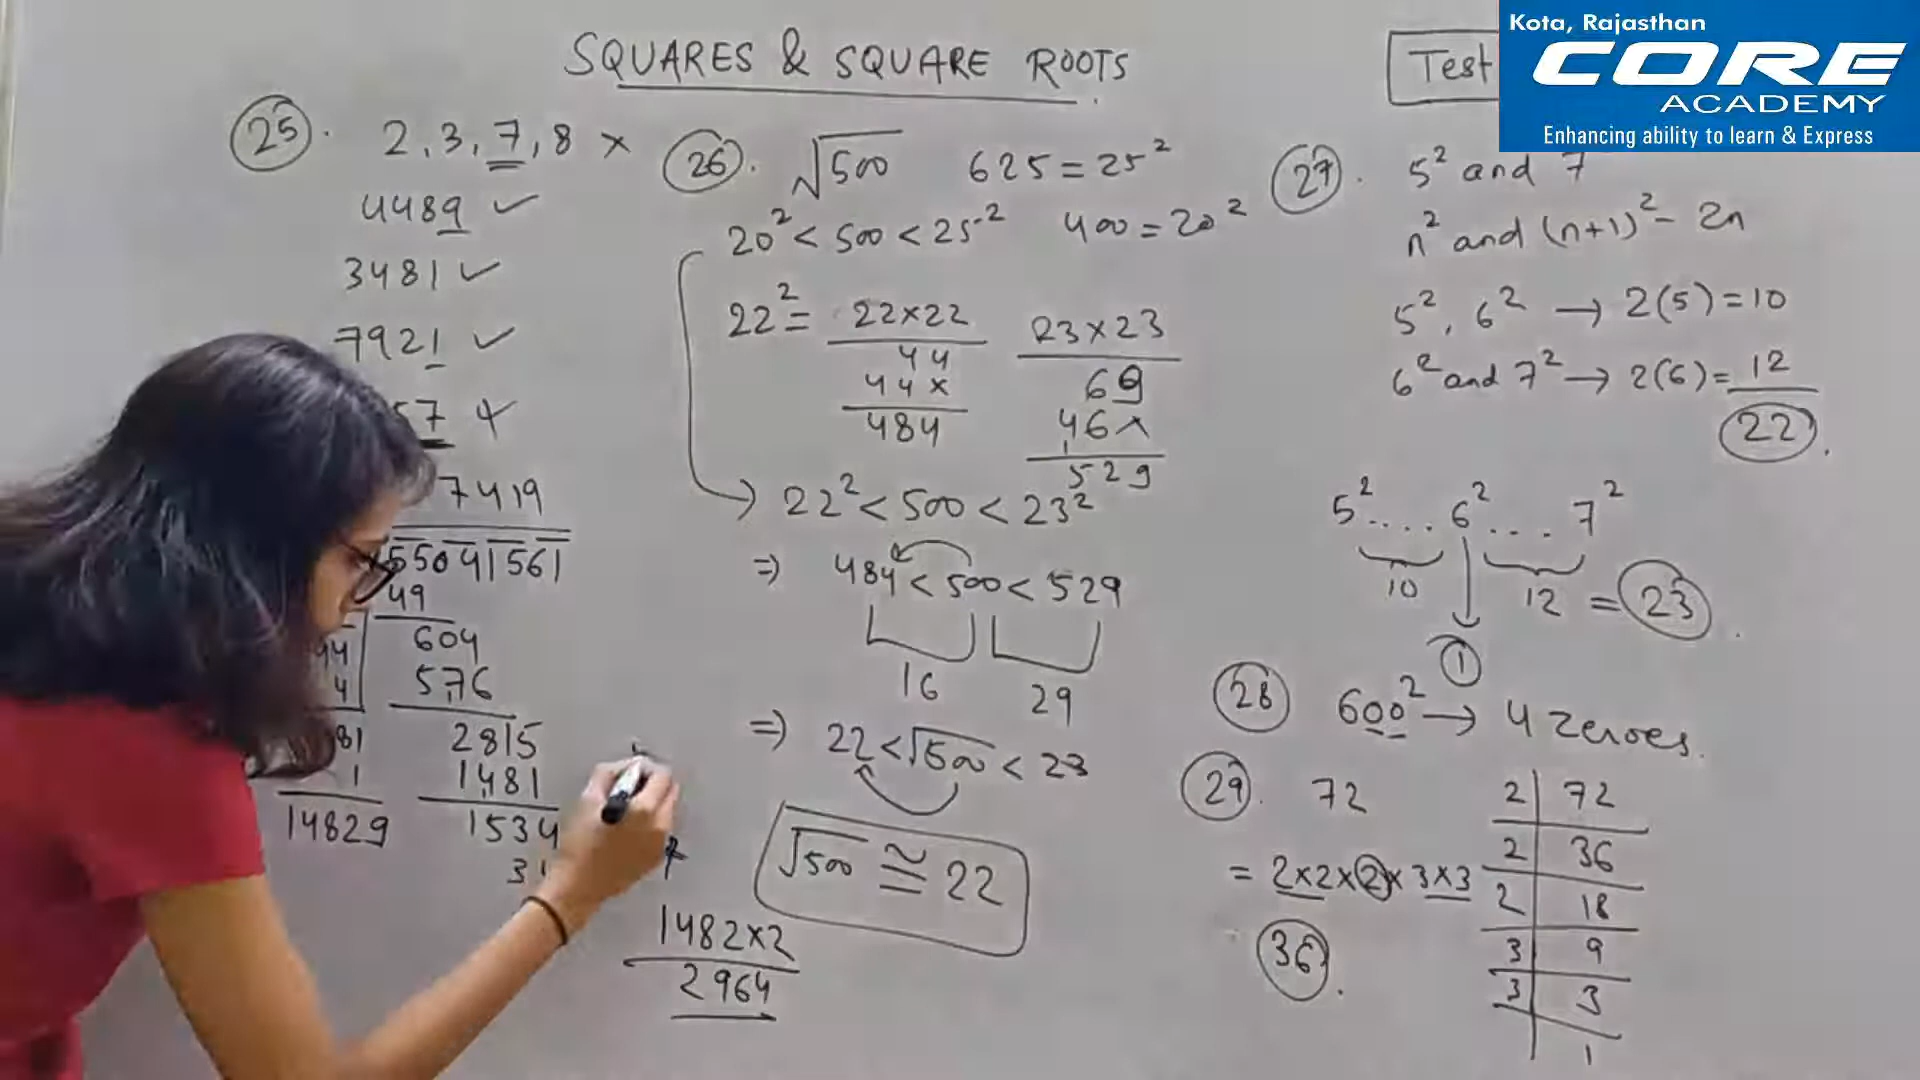 SQUARES & SQUARE ROOTS
Test
Kota, Rajasthan
CORE
ACADEMY
Enhancing ability to learn & Express
25. 2, 3, 7, 8 ×
4489 ✓
3481 ✓
7921 ✓
57 ×
7419
55041561
49
94 604
4 576
81 2815
1 1481
14829 1534
1482×2
2964
26. √500 625=25²
20² < 500 < 25² 400=20²
22² = 22×22 23×23
44 69
44× 46×
484 529
22² < 500 < 23²
⇒ 484 < 500 < 529
16 29
⇒ 22 < √500 < 23
√500 ≅ 22
27. 5² and 7
n² and (n+1)² – 2n
5², 6² → 2(5) = 10
6² and 7² → 2(6) = 12
22.
5² .... 6² .... 7²
10 12 = 23.
1
28 600² → 4 zeroes.
29. 72
= 2×2×2×3×3
36.
2 | 72
2 | 36
2 | 18
3 | 9
3 | 3
1